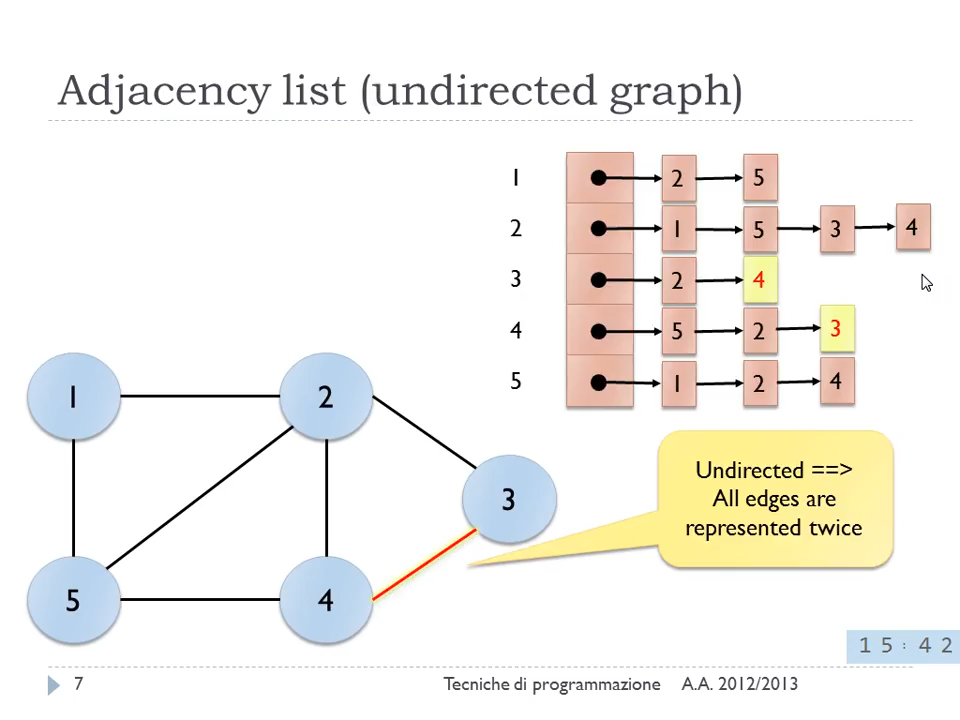 Adjacency list (undirected graph)
1 2 5
2 1 5 3 4
3 2 4
4 5 2 3
5 1 2 4
1 2
3
5 4
Undirected ==>
All edges are
represented twice
15:42
7 Tecniche di programmazione A.A. 2012/2013